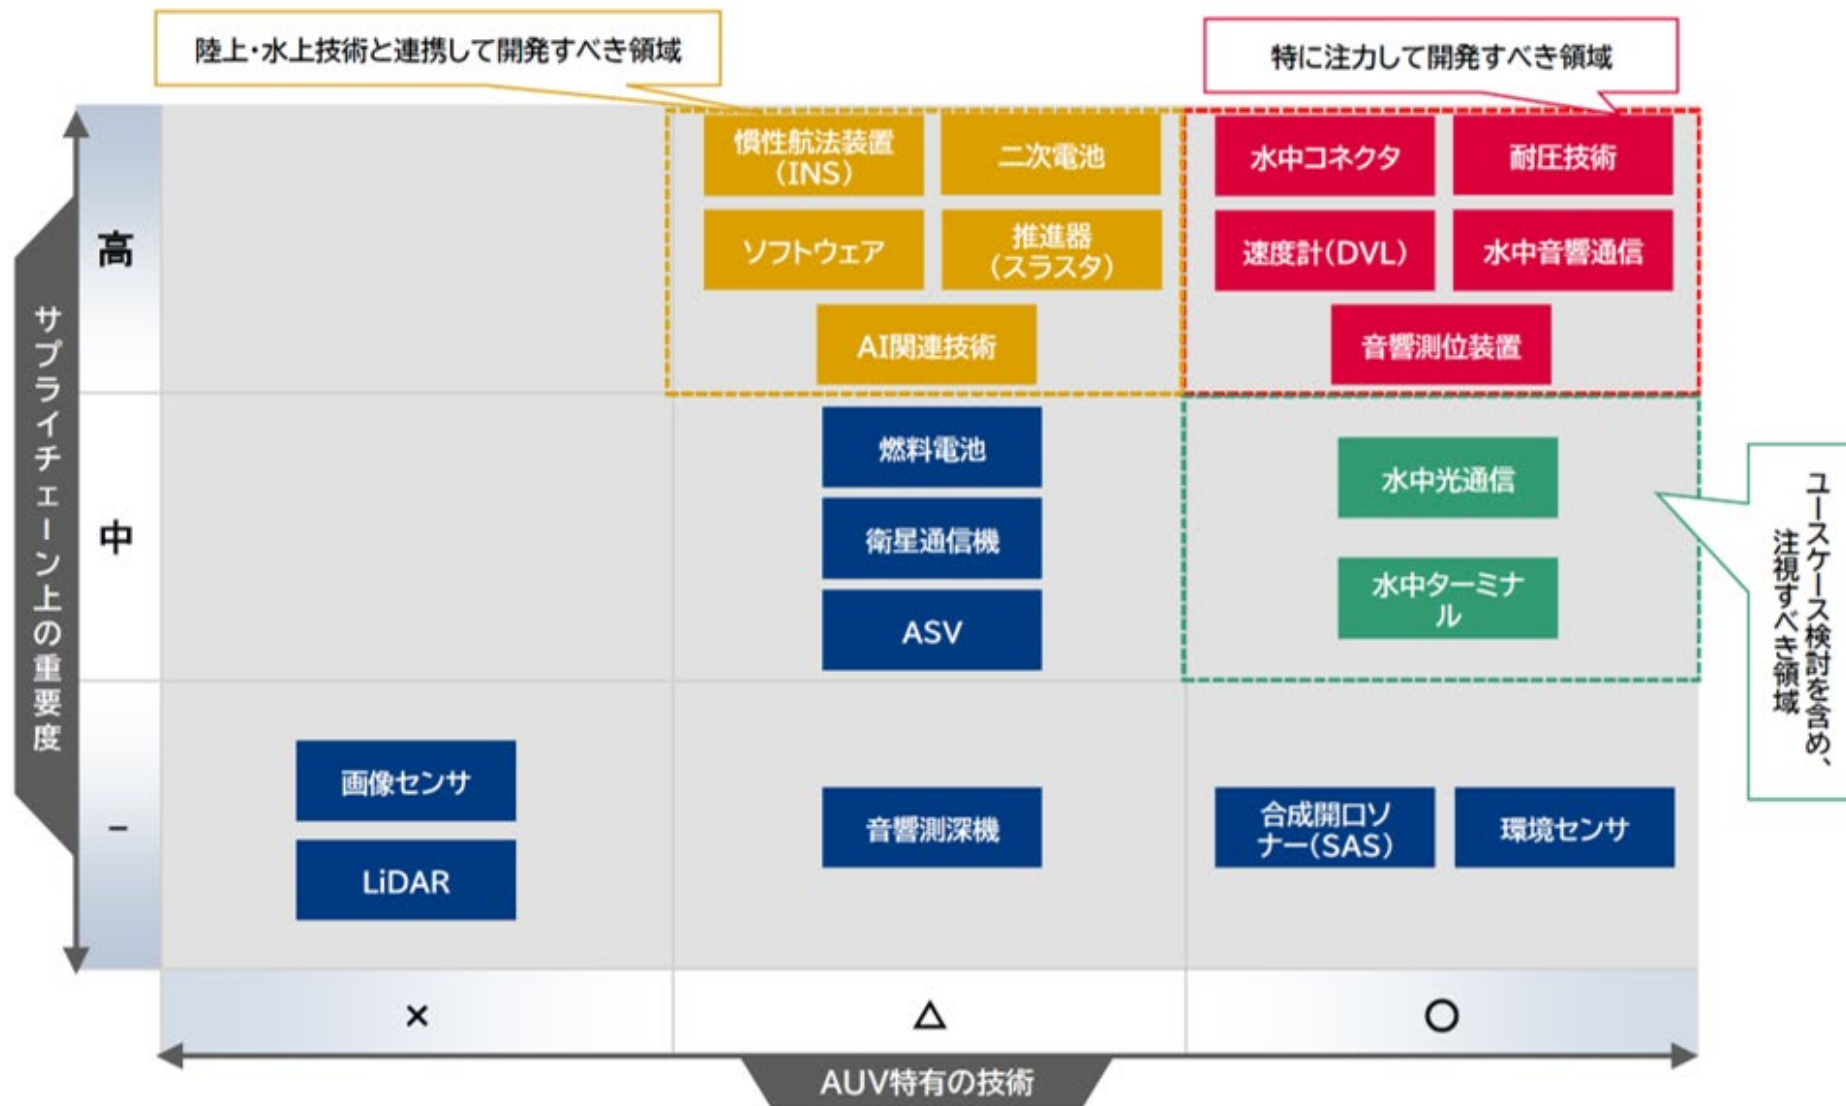 陸上・水上技術と連携して開発すべき領域
特に注力して開発すべき領域
サプライチェーン上の重要度
高
慣性航法装置
(INS)
二次電池
ソフトウェア
推進器
(スラスタ)
AI関連技術
水中コネクタ
耐圧技術
速度計(DVL)
水中音響通信
音響測位装置
中
燃料電池
衛星通信機
ASV
水中光通信
水中ターミナ
ル
ユースケース検討を含め、
注視すべき領域
−
画像センサ
LiDAR
音響測深機
合成開口ソ
ナー(SAS)
環境センサ
×
△
○
AUV特有の技術